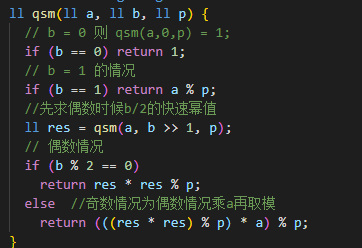 ll qsm(ll a, ll b, ll p) {
// b = 0 则 qsm(a,0,p) = 1;
if (b == 0) return 1;
// b = 1 的情况
if (b == 1) return a % p;
//先求偶数时候b/2的快速幂值
ll res = qsm(a, b >> 1, p);
// 偶数情况
if (b % 2 == 0)
return res * res % p;
else  //奇数情况为偶数情况乘a再取模
return (((res * res) % p) * a) % p;
}